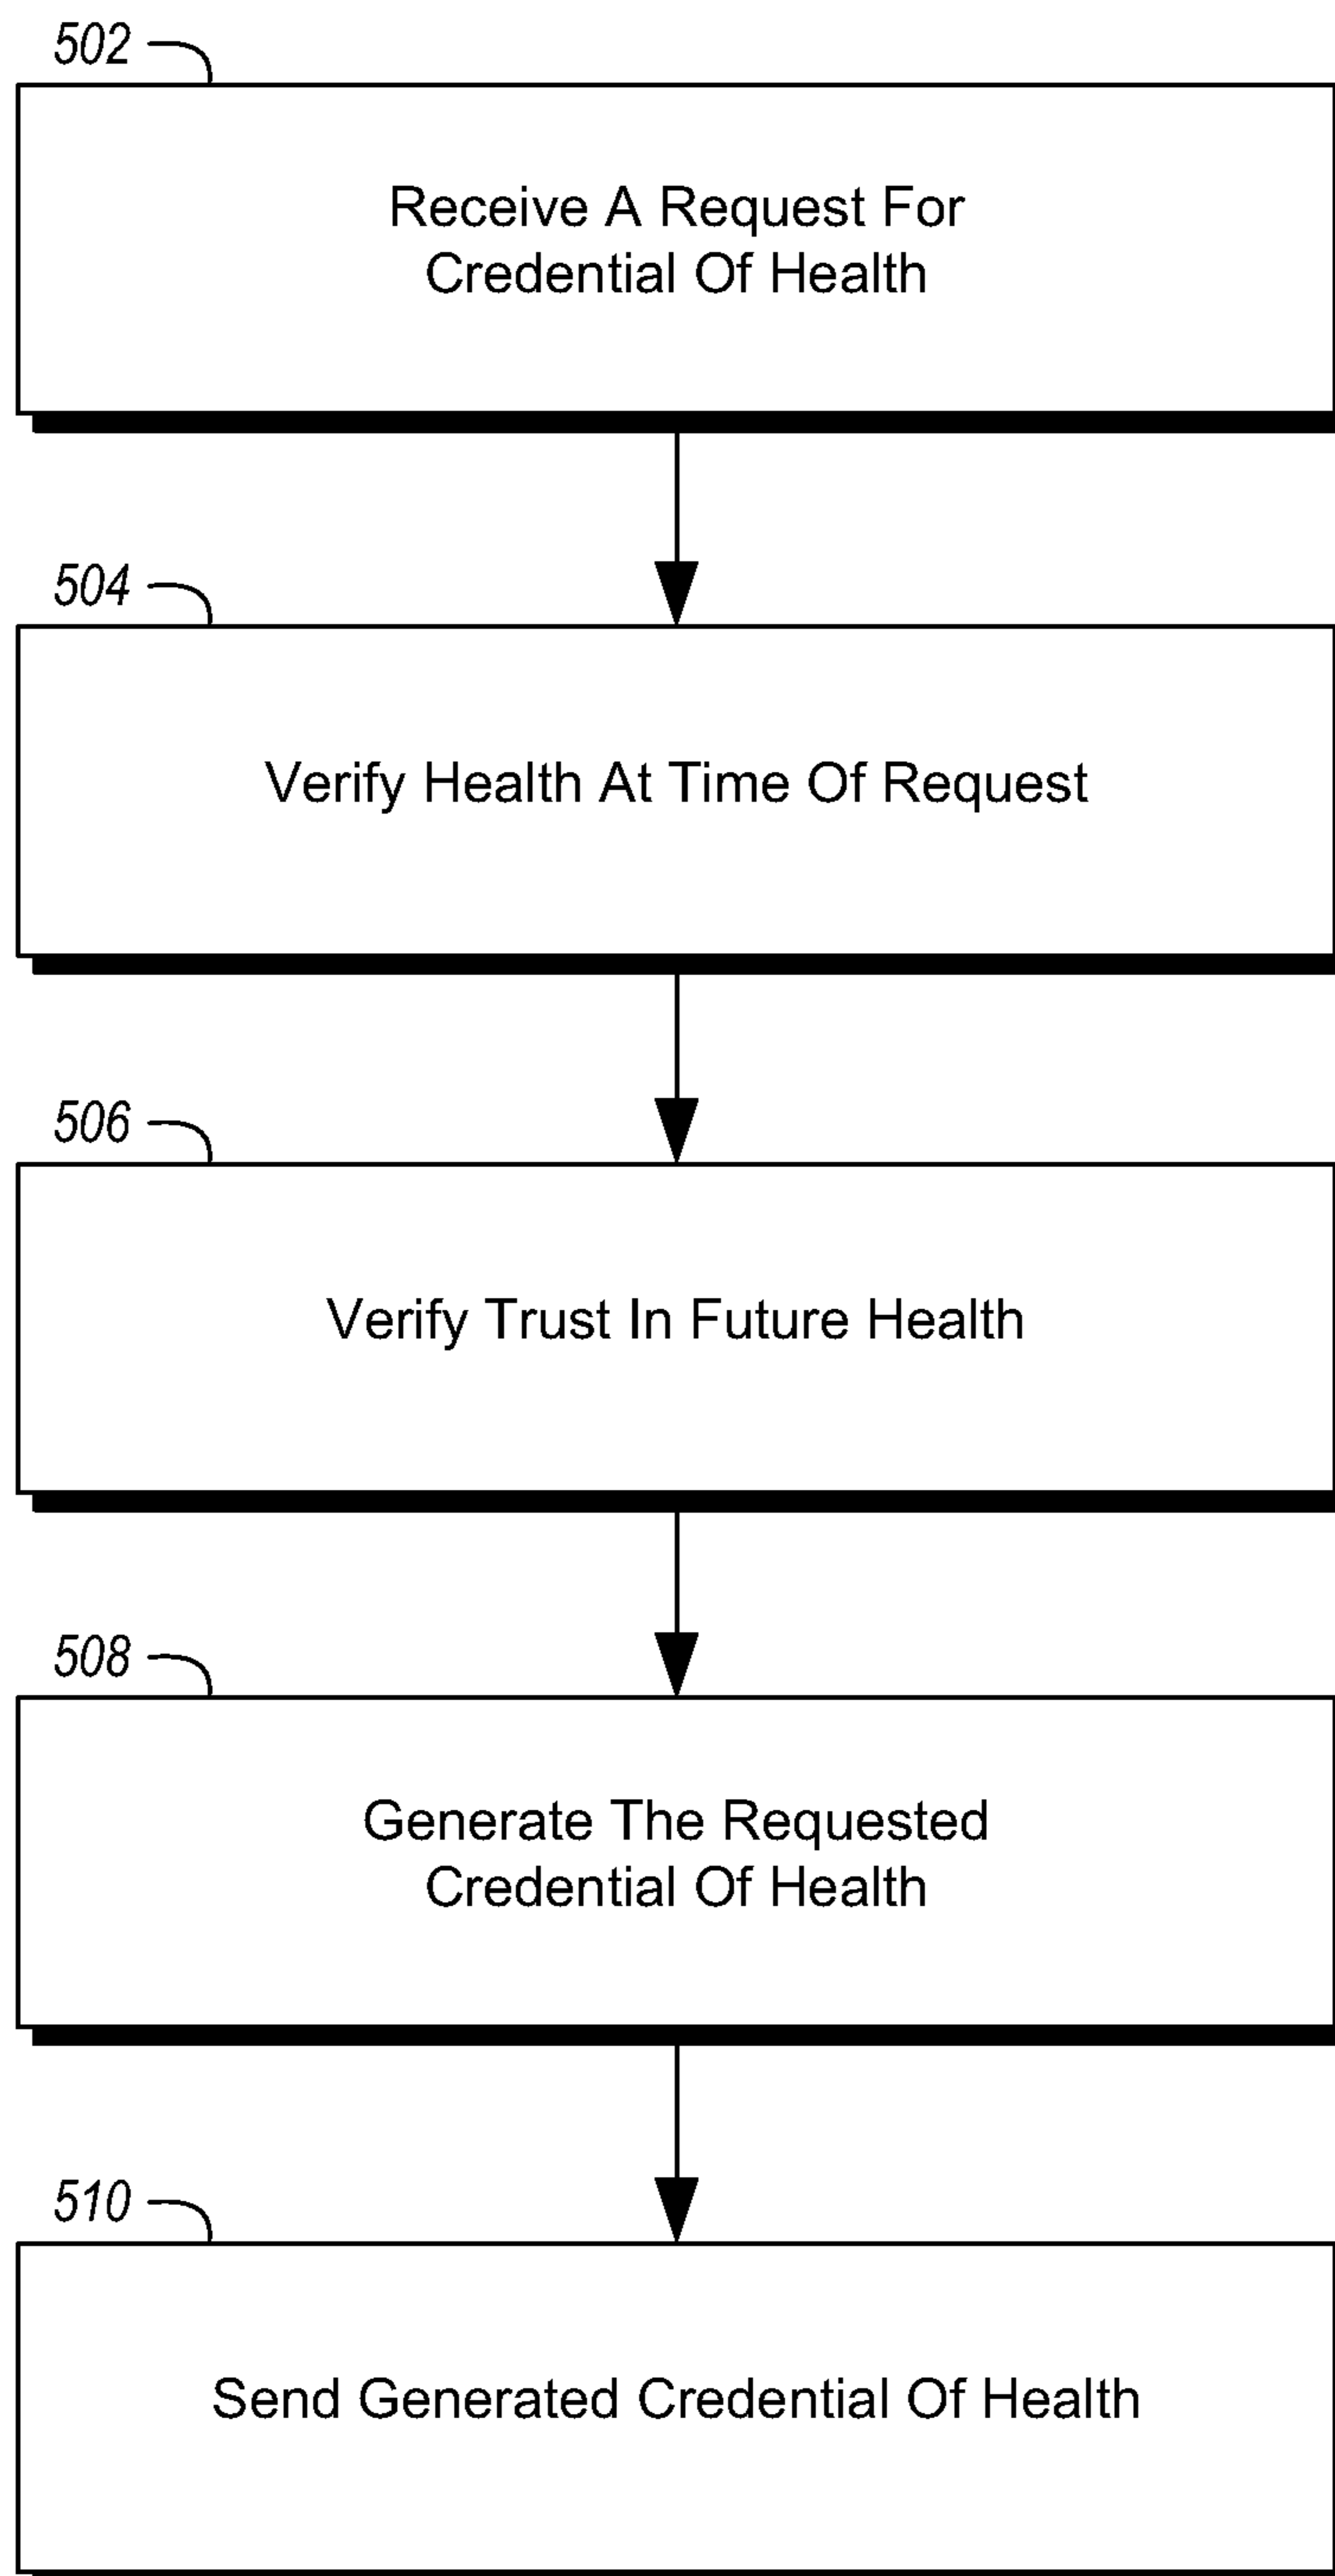 502
Receive A Request For
Credential Of Health
504
Verify Health At Time Of Request
506
Verify Trust In Future Health
508
Generate The Requested
Credential Of Health
510
Send Generated Credential Of Health